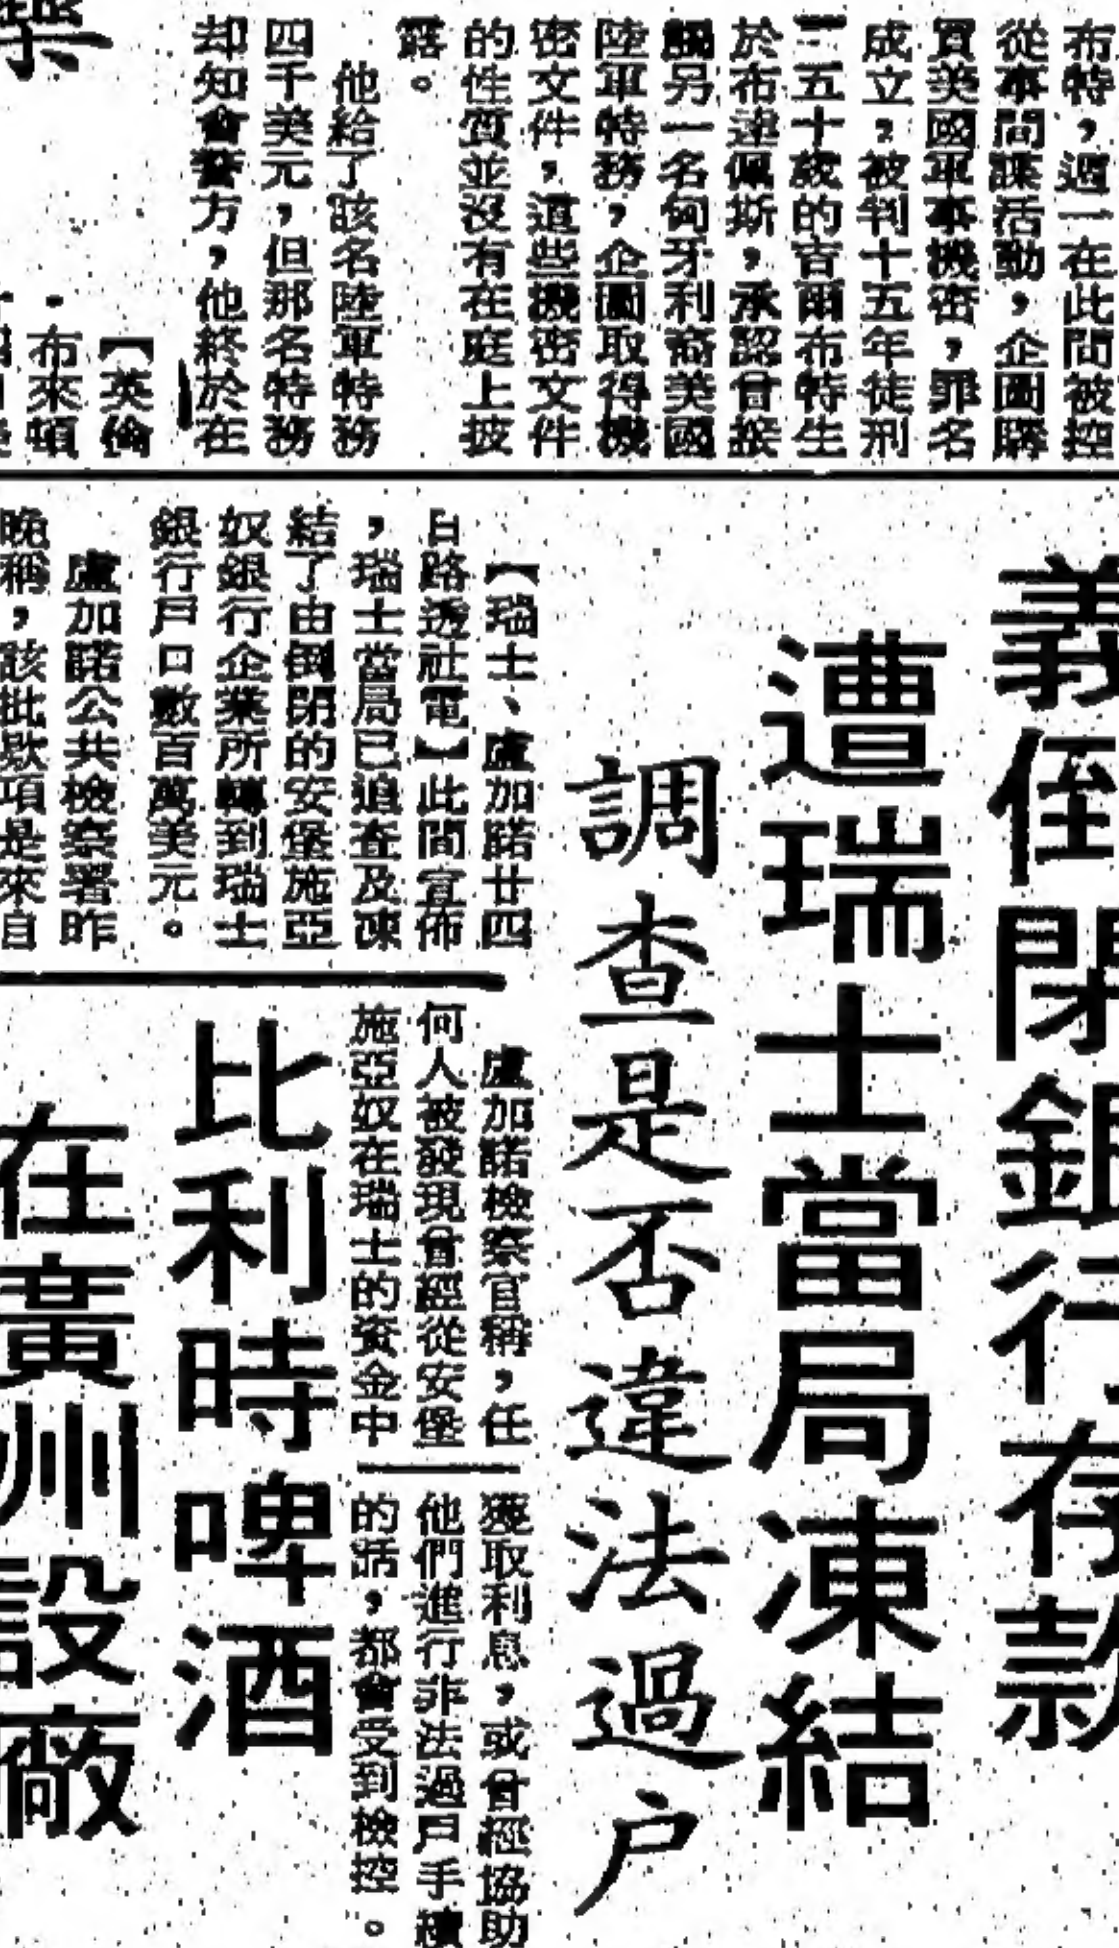 布特，週一在此間被控
從事間諜活動，企圖購
買美國軍事機密，罪名
成立，被判十五年徒刑
五十歲的吉爾布特生
於布達佩斯，承認曾接
觸另一名匈牙利裔美國
陸軍特務，企圖取得機
密文件，這些機密文件
的性質並沒有在庭上披
露。
他給了該名陸軍特務
四千美元，但那名特務
却知會警方，他終於在
【英倫
布來頓
義侄閉銀行存款
遭瑞士當局凍結
調查是否違法過户
【瑞士、盧加諾廿四
日路透社電】此間宣佈
，瑞士當局已追查及凍
結了由倒閉的安堡施亞
奴銀行企業所轉到瑞士
銀行戶口數百萬美元。
盧加諾公共檢察署昨
晚稱，該批欵項是來自
盧加諾檢察官稱，任
何人被發現曾經從安堡
施亞奴在瑞士的資金中
獲取利息，或曾經協助
他們進行非法過戶手續
的話，都會受到檢控。
比利時啤酒
在廣州設廠